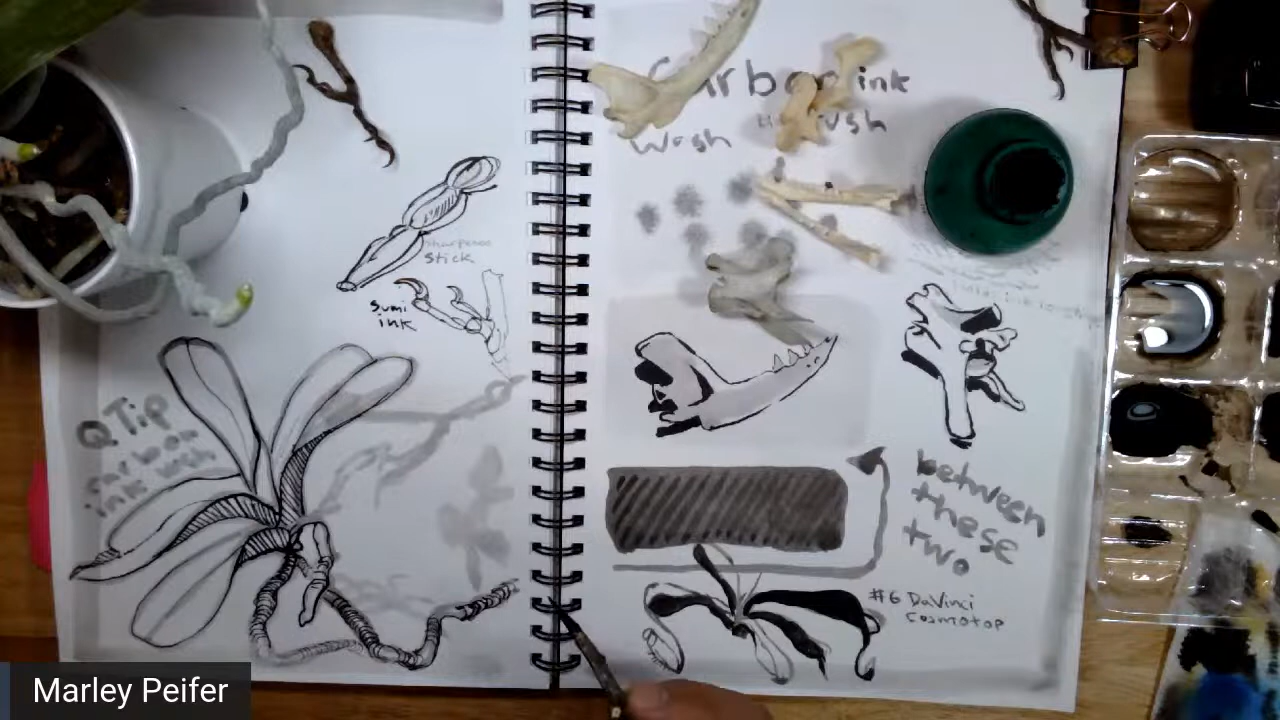 Sharpened
Stick
Sumi
ink
Q Tip
carbon
ink wash
Carbon ink
wash
between
these
two
#6 DaVinci
Cosmotop
Marley Peifer